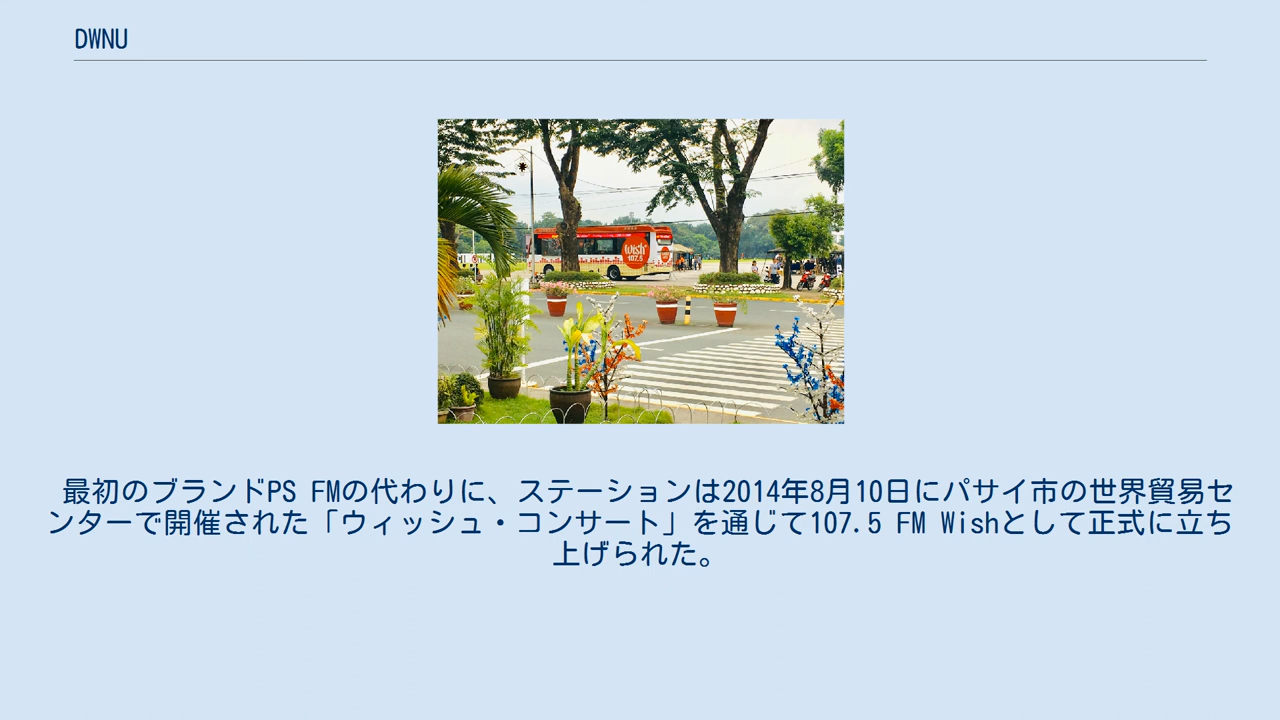 DWNU
wish
107.5
最初のブランドPS FMの代わりに、ステーションは2014年8月10日にパサイ市の世界貿易セ
ンターで開催された「ウィッシュ・コンサート」を通じて107.5 FM Wishとして正式に立ち
上げられた。